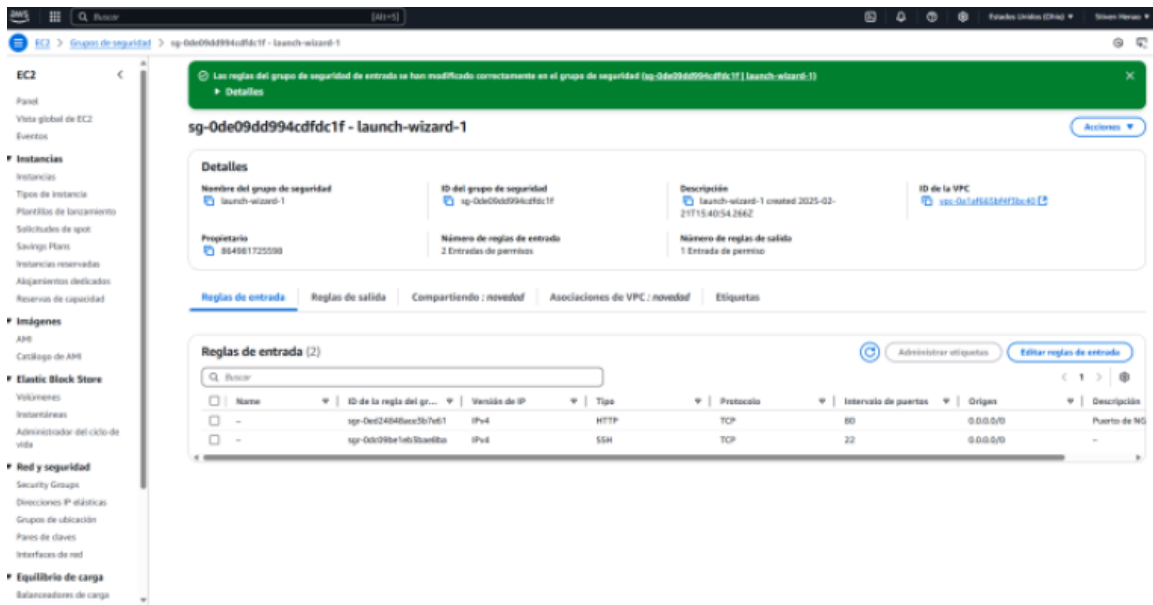 aws
Buscar
[Alt+S]
Estados Unidos (Ohio)
Stiven Henao
EC2 > Grupos de seguridad > sg-0de09dd994cdfdc1f - launch-wizard-1
EC2
Panel
Vista global de EC2
Eventos
Instancias
Instancias
Tipos de instancia
Plantillas de lanzamiento
Solicitudes de spot
Savings Plans
Instancias reservadas
Alojamientos dedicados
Reservas de capacidad
Imágenes
AMI
Catálogo de AMI
Elastic Block Store
Volúmenes
Instantáneas
Administrador del ciclo de
vida
Red y seguridad
Security Groups
Direcciones IP elásticas
Grupos de ubicación
Pares de claves
Interfaces de red
Equilibrio de carga
Balanceadores de carga
Las reglas del grupo de seguridad de entrada se han modificado correctamente en el grupo de seguridad (sg-0de09dd994cdfdc1f | launch-wizard-1)
Detalles
sg-0de09dd994cdfdc1f - launch-wizard-1
Acciones
Detalles
Nombre del grupo de seguridad
launch-wizard-1
ID del grupo de seguridad
sg-0de09dd994cdfdc1f
Descripción
launch-wizard-1 created 2025-02-
21T15:40:54.266Z
ID de la VPC
Propietario
864981725598
Número de reglas de entrada
2 Entradas de permisos
Número de reglas de salida
1 Entrada de permiso
Reglas de entrada
Reglas de salida
Compartiendo : novedad
Asociaciones de VPC : novedad
Etiquetas
Reglas de entrada (2)
Administrar etiquetas
Editar reglas de entrada
Buscar
1
Name ID de la regla del gr... Versión de IP Tipo Protocolo Intervalo de puertos Origen Descripción
– IPv4 HTTP TCP 80 0.0.0.0/0 Puerto de NG
– IPv4 SSH TCP 22 0.0.0.0/0 –